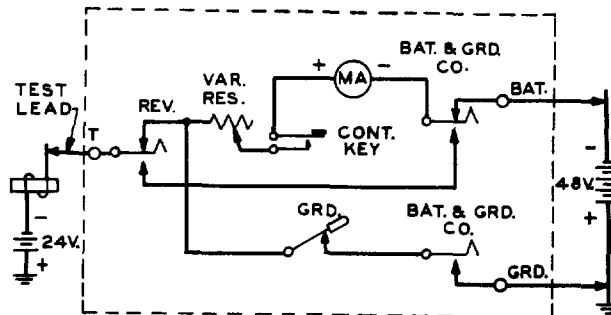 BAT. & GRD.
CO.
+ MA -
BAT.
VAR.
RES.
TEST
LEAD
REV.
T
CONT.
KEY
-
48V.
+
GRD.
BAT. & GRD.
CO.
-
24V.
+
GRD.